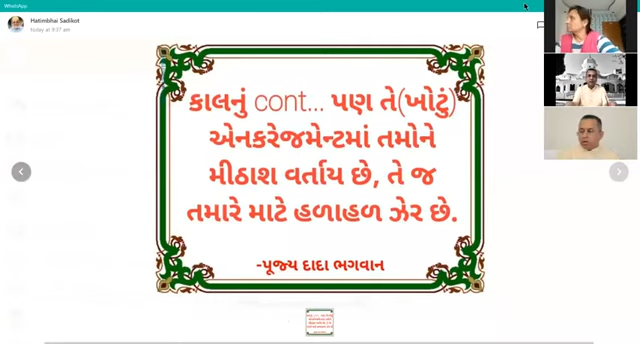 WhatsApp
Hatimbhai Sadikot
today at 9:37 am
કાલનું cont... પણ તે(ખોટું)
એનકરેજમેન્ટમાં તમોને
મીઠાશ વર્તાય છે, તે જ
તમારે માટે હળાહળ ઝેર છે.
-પૂજ્ય દાદા ભગવાન